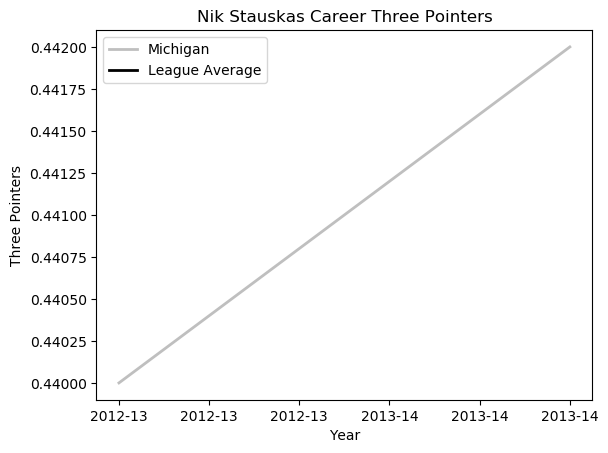 Nik Stauskas Career Three Pointers
Michigan
League Average
0.44200
0.44175
0.44150
0.44125
0.44100
0.44075
0.44050
0.44025
0.44000
Three Pointers
2012-13 2012-13 2012-13 2013-14 2013-14 2013-14
Year